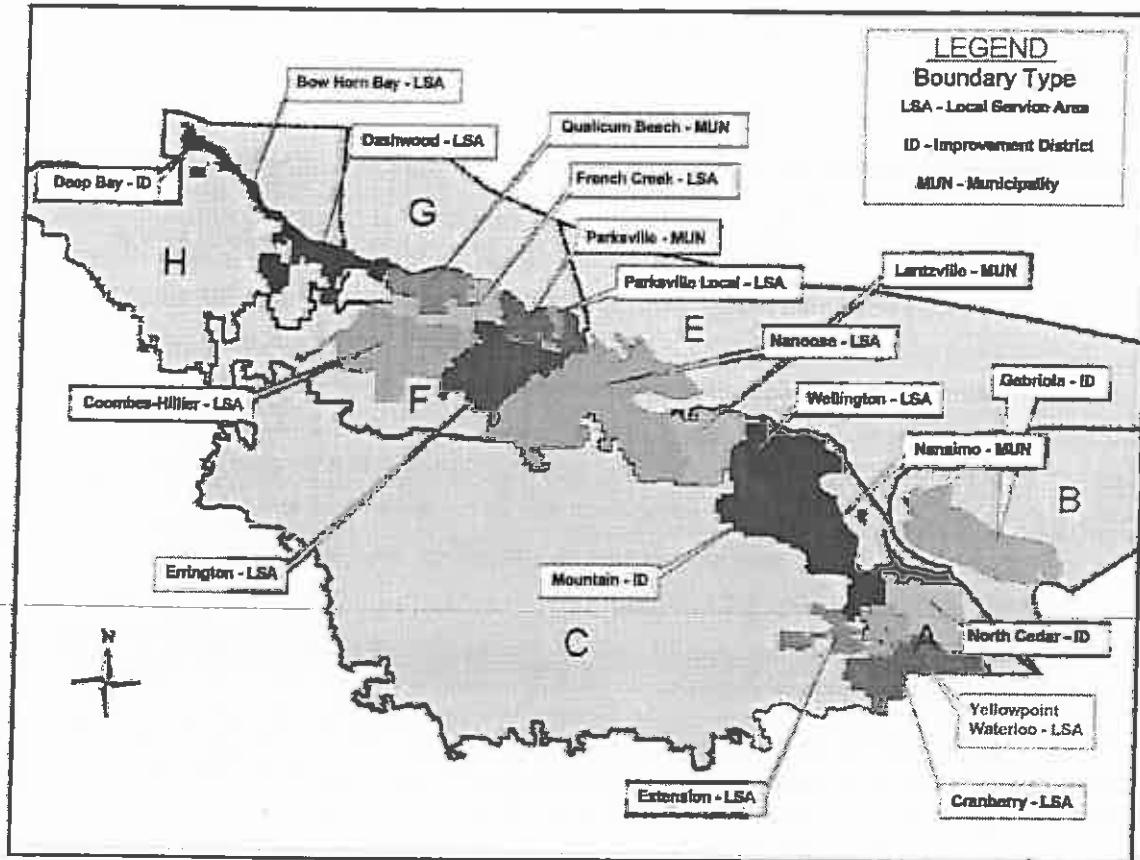 LEGEND
Boundary Type
LSA - Local Service Area
ID - Improvement District
MUN - Municipality
Bow Horn Bay - LSA
Dashwood - LSA
Qualicum Beach - MUN
French Creek - LSA
Deep Bay - ID
G
Parksville - MUN
H
Lantzville - MUN
Parksville Local - LSA
E
Nanoose - LSA
Gabriola - ID
Coombes-Hillier - LSA
F
Wellington - LSA
Nanaimo - MUN
B
Errington - LSA
Mountain - ID
N
C
A
North Cedar - ID
Yellowpoint
Waterloo - LSA
Extension - LSA
Cranberry - LSA